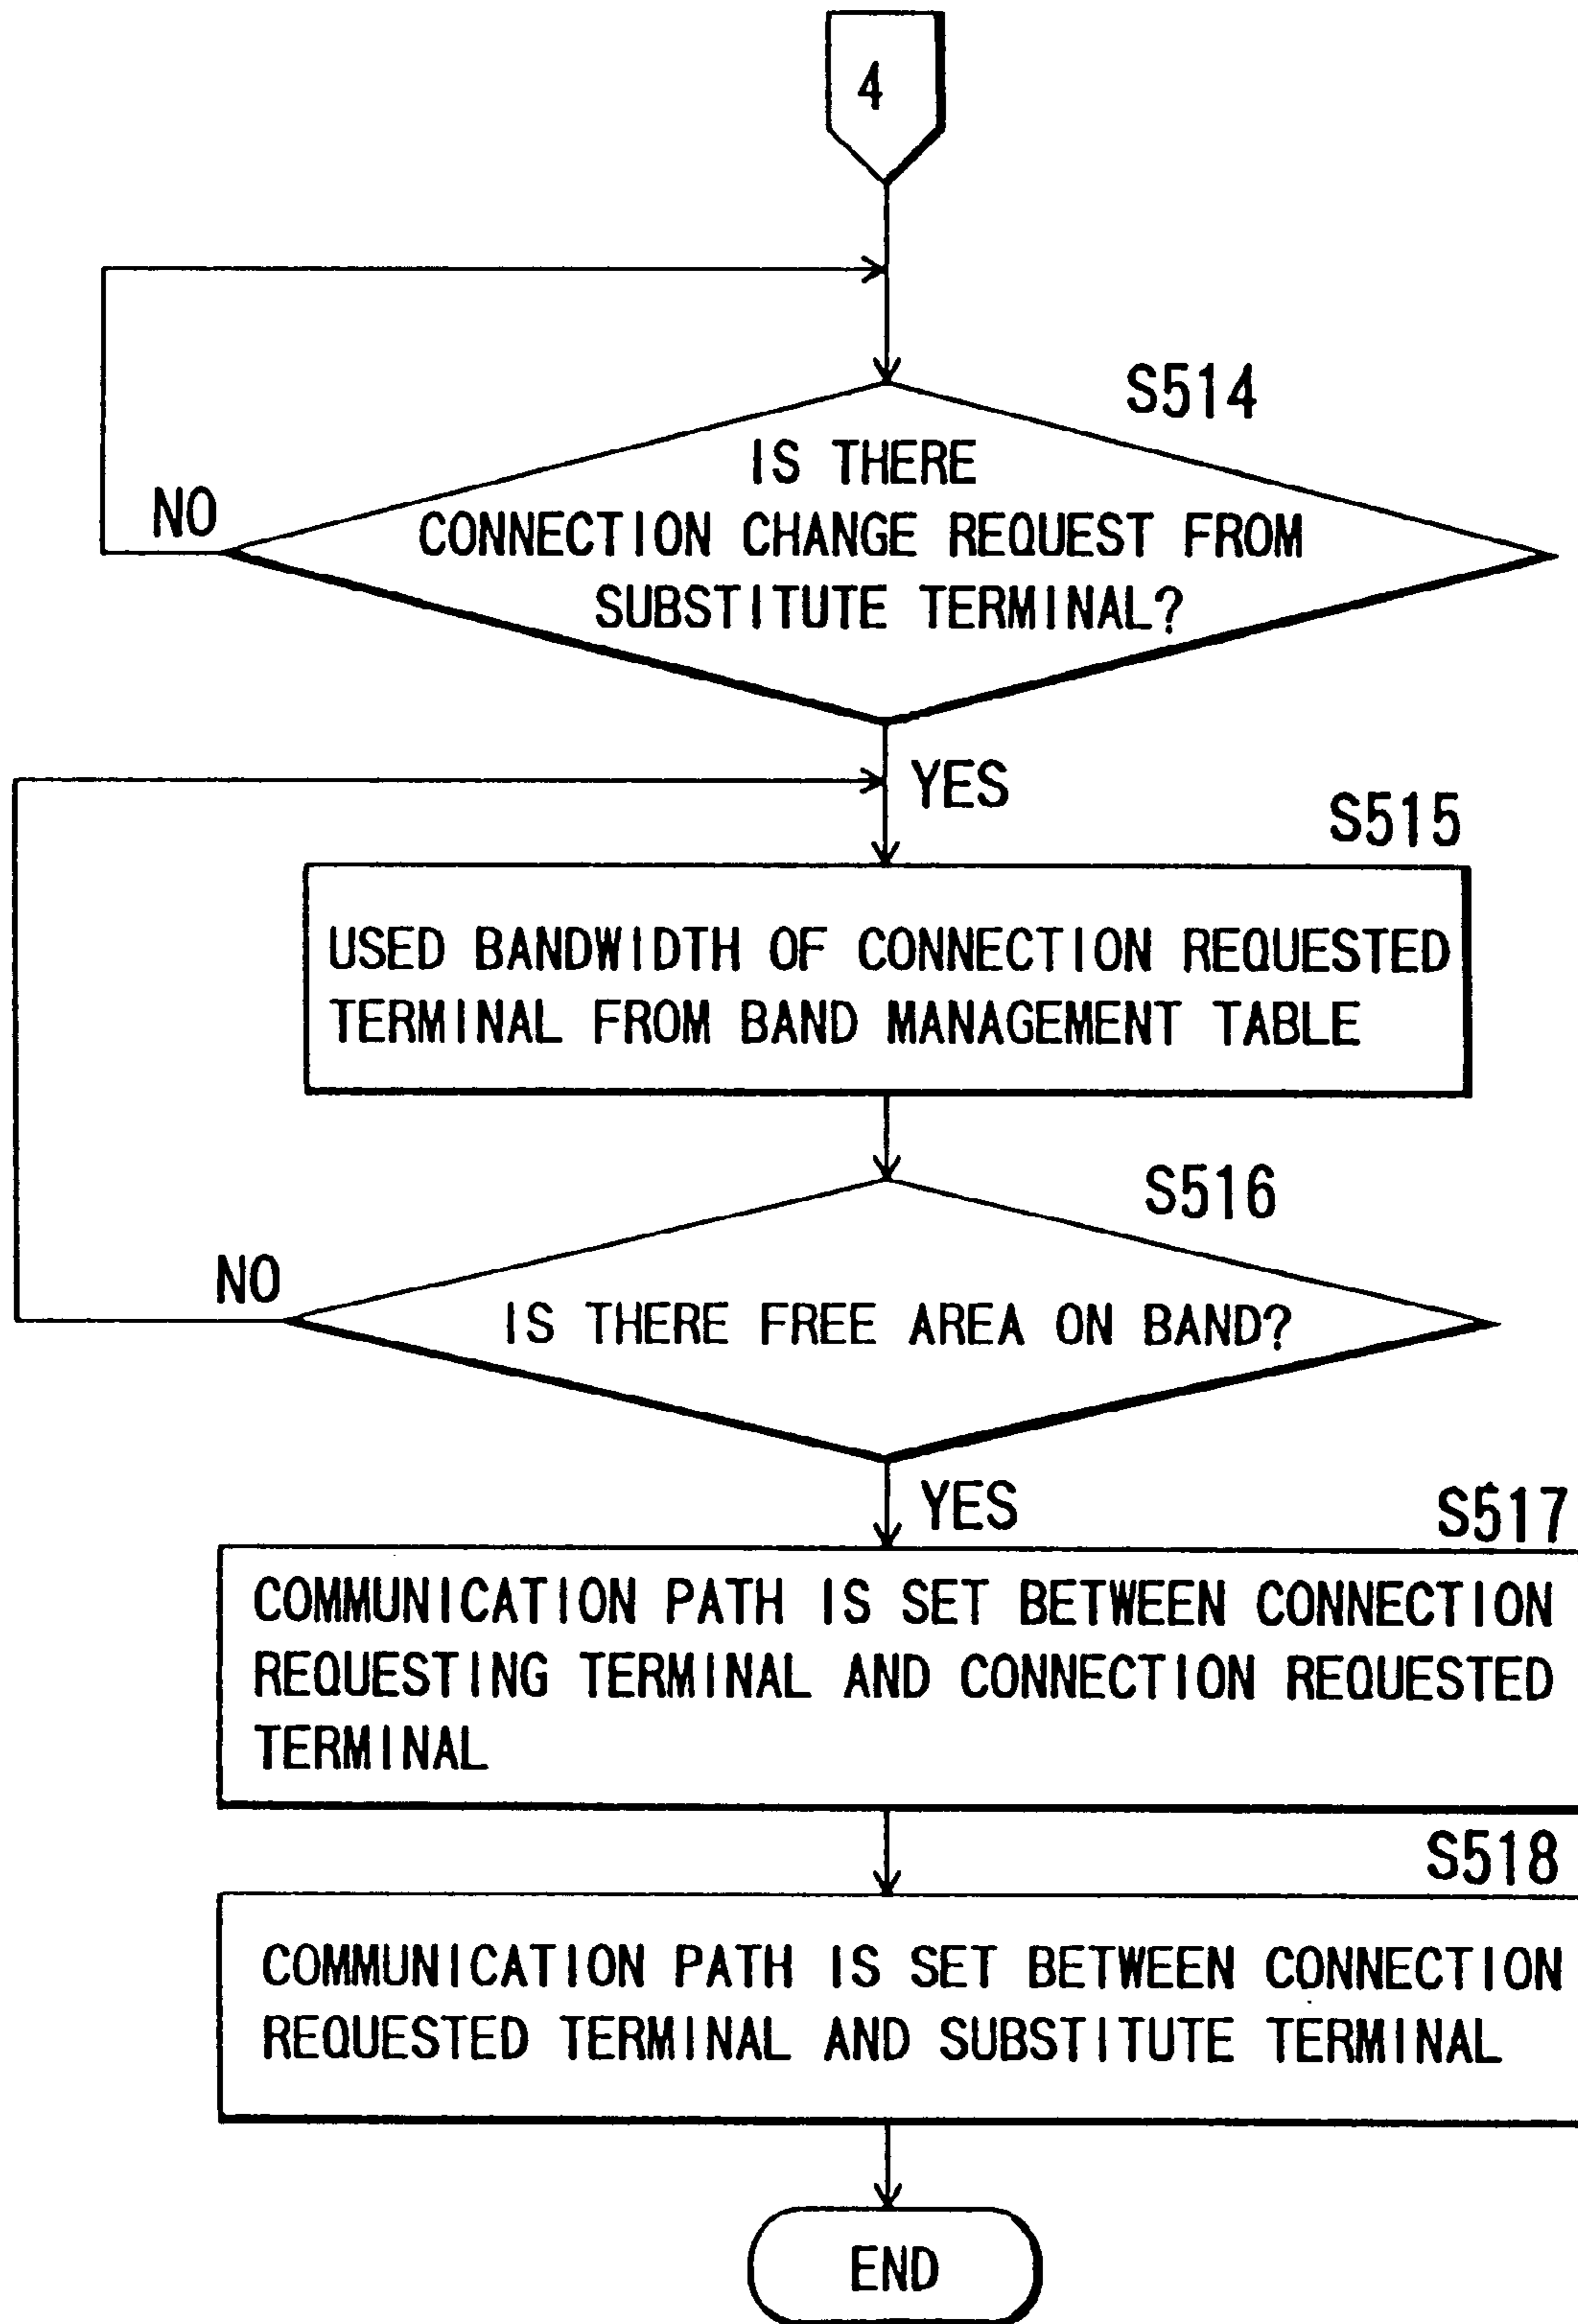 4
S514
IS THERE
CONNECTION CHANGE REQUEST FROM
SUBSTITUTE TERMINAL?
NO
YES
S515
USED BANDWIDTH OF CONNECTION REQUESTED
TERMINAL FROM BAND MANAGEMENT TABLE
S516
NO
IS THERE FREE AREA ON BAND?
YES
S517
COMMUNICATION PATH IS SET BETWEEN CONNECTION
REQUESTING TERMINAL AND CONNECTION REQUESTED
TERMINAL
S518
COMMUNICATION PATH IS SET BETWEEN CONNECTION
REQUESTED TERMINAL AND SUBSTITUTE TERMINAL
END